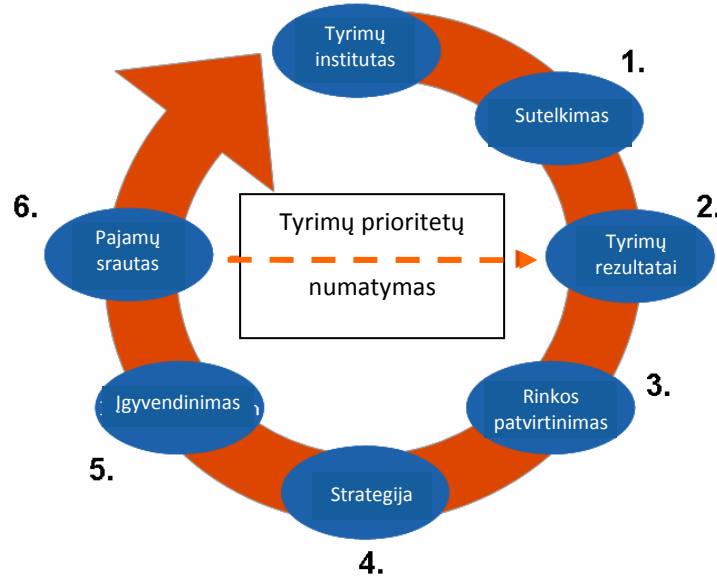 Tyrimų
institutas
1.
Sutelkimas
2.
Tyrimų
rezultatai
3.
Rinkos
patvirtinimas
4.
Strategija
5.
Įgyvendinimas
6.
Pajamų
srautas
Tyrimų prioritetų
numatymas